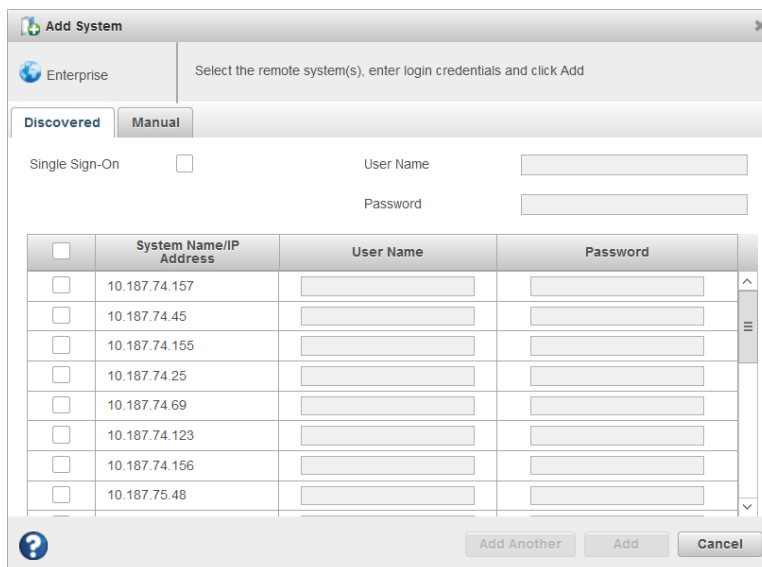 Add System
Enterprise
Select the remote system(s), enter login credentials and click Add
Discovered Manual
Single Sign-On User Name
Password
System Name/IP Address User Name Password
10.187.74.157
10.187.74.45
10.187.74.155
10.187.74.25
10.187.74.69
10.187.74.123
10.187.74.156
10.187.75.48
Add Another Add Cancel